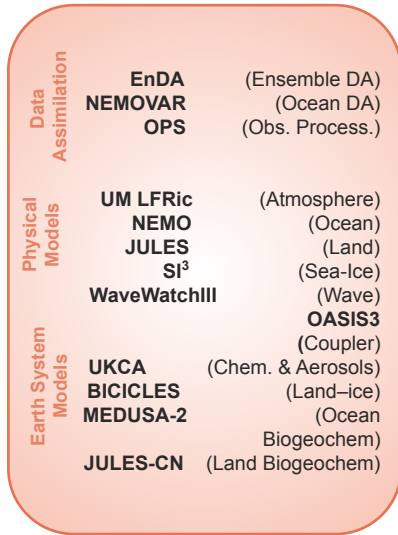 Data
Assimilation
EnDA (Ensemble DA)
NEMOVAR (Ocean DA)
OPS (Obs. Process.)
Physical
Models
UM LFRic (Atmosphere)
NEMO (Ocean)
JULES (Land)
SI³ (Sea-Ice)
WaveWatchIII (Wave)
OASIS3
(Coupler)
Earth System
Models
UKCA (Chem. & Aerosols)
BICICLES (Land–ice)
MEDUSA-2 (Ocean
Biogeochem)
JULES-CN (Land Biogeochem)